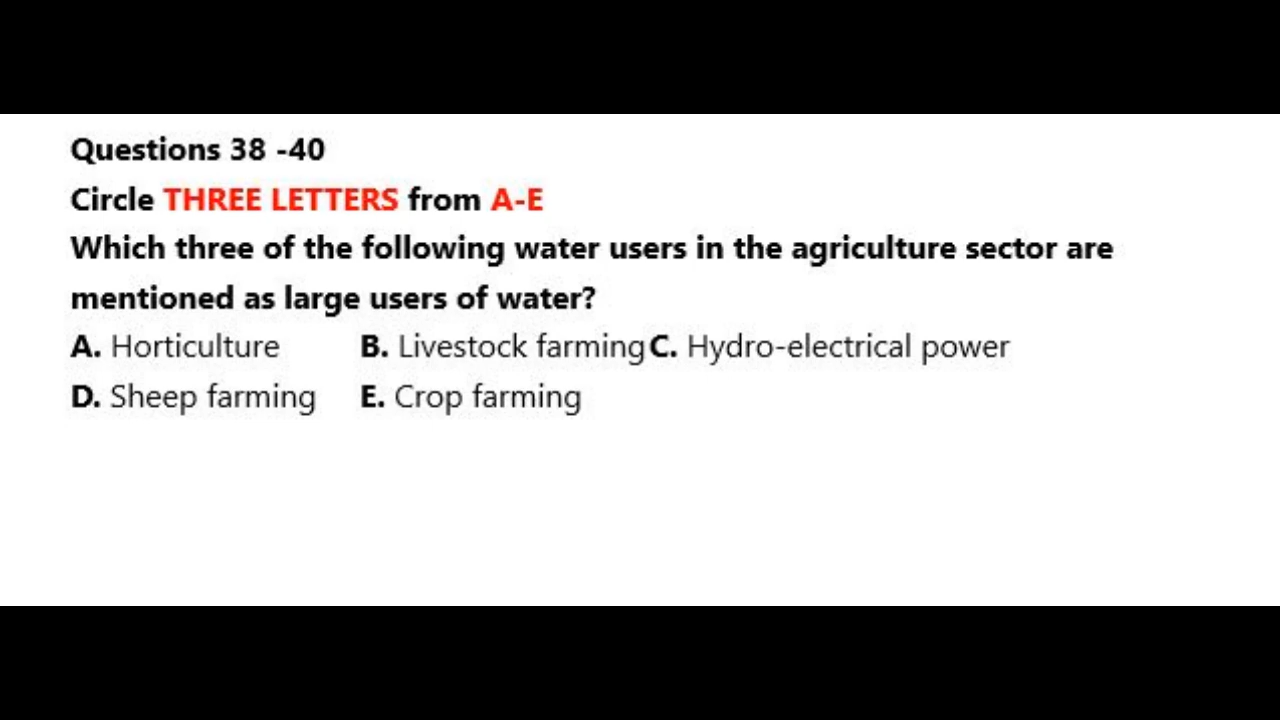 Questions 38 -40
Circle THREE LETTERS from A-E
Which three of the following water users in the agriculture sector are
mentioned as large users of water?
A. Horticulture B. Livestock farming C. Hydro-electrical power
D. Sheep farming E. Crop farming